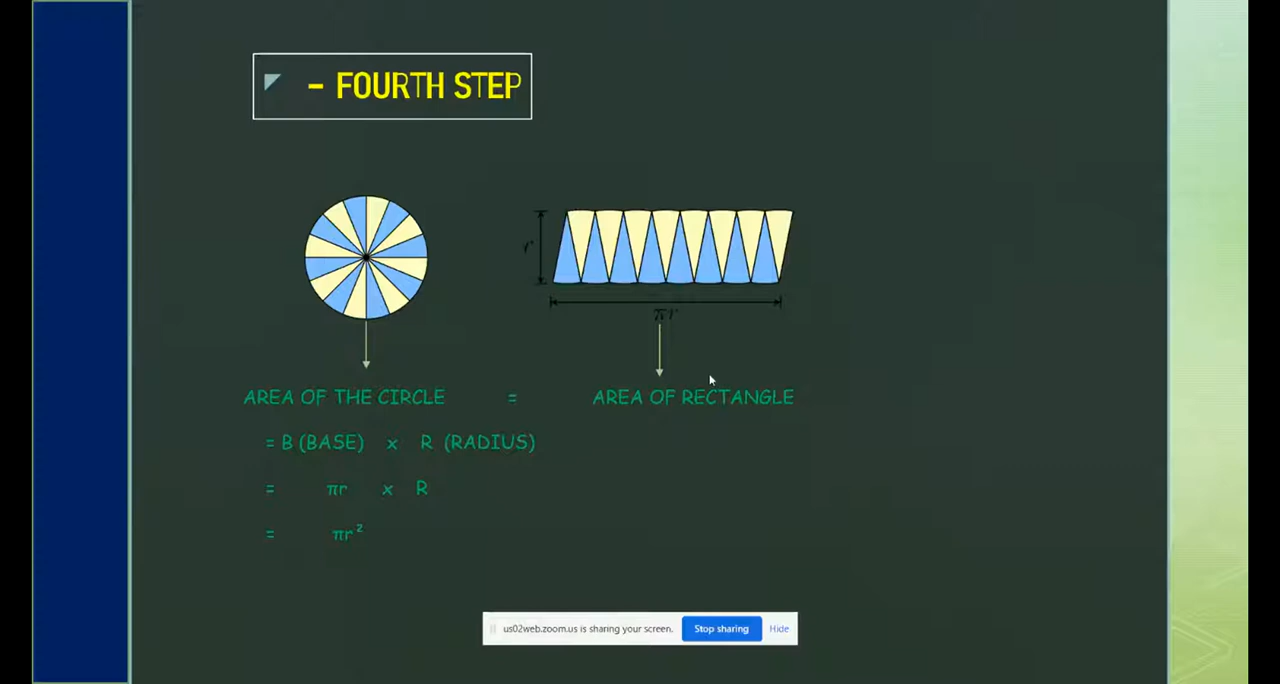 - FOURTH STEP
r
πr
AREA OF THE CIRCLE = AREA OF RECTANGLE
= B (BASE) x R (RADIUS)
= πr x R
= πr²
us02web.zoom.us is sharing your screen. Stop sharing Hide